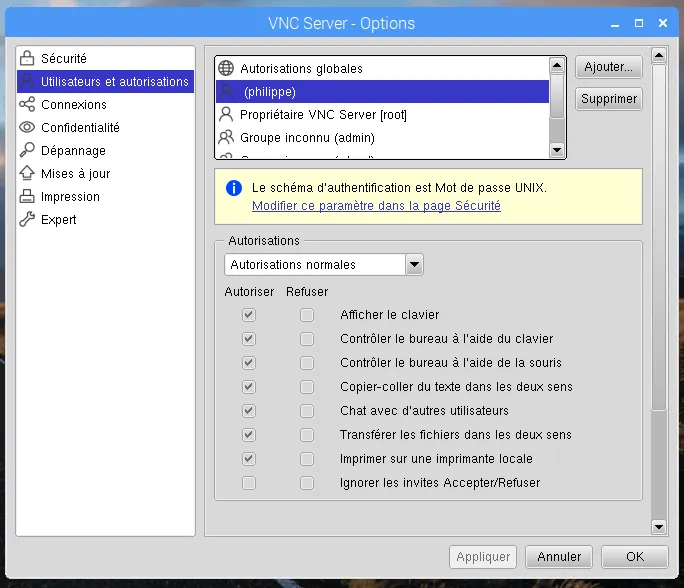 VNC Server - Options
Sécurité
Utilisateurs et autorisations
Connexions
Confidentialité
Dépannage
Mises à jour
Impression
Expert
Autorisations globales
(philippe)
Propriétaire VNC Server [root]
Groupe inconnu (admin)
Ajouter...
Supprimer
Le schéma d'authentification est Mot de passe UNIX.
Modifier ce paramètre dans la page Sécurité
Autorisations
Autorisations normales
Autoriser Refuser
Afficher le clavier
Contrôler le bureau à l'aide du clavier
Contrôler le bureau à l'aide de la souris
Copier-coller du texte dans les deux sens
Chat avec d'autres utilisateurs
Transférer les fichiers dans les deux sens
Imprimer sur une imprimante locale
Ignorer les invites Accepter/Refuser
Appliquer Annuler OK